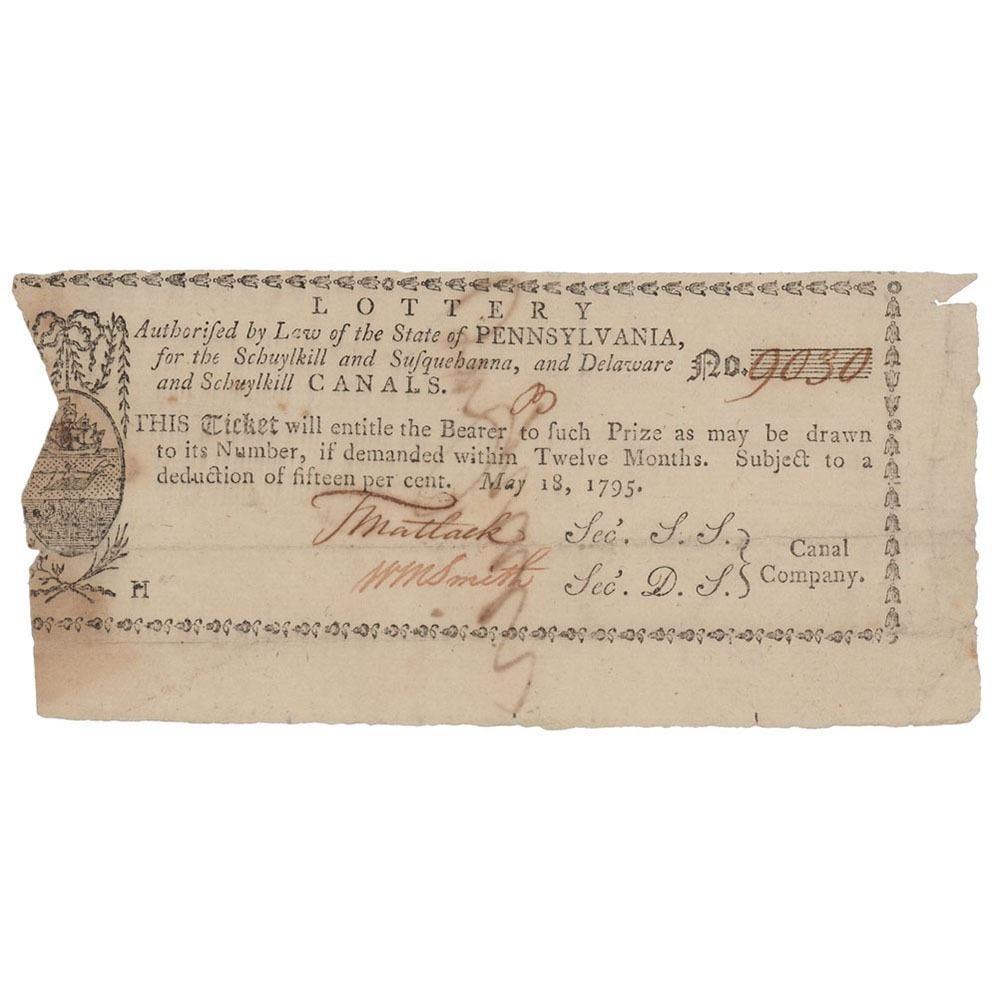 LOTTERY
Authoriſed by Law of the State of PENNSYLVANIA,
for the Schuylkill and Suſquehanna, and Delaware
and Schuylkill CANALS.
No. 9030
B
THIS Ticket will entitle the Bearer to ſuch Prize as may be drawn
to its Number, if demanded within Twelve Months. Subject to a
deduction of fifteen per cent. May 18, 1795.
TMatlack Sec. S. S.
WMSmith Sec. D. S.
Canal
Company.
H